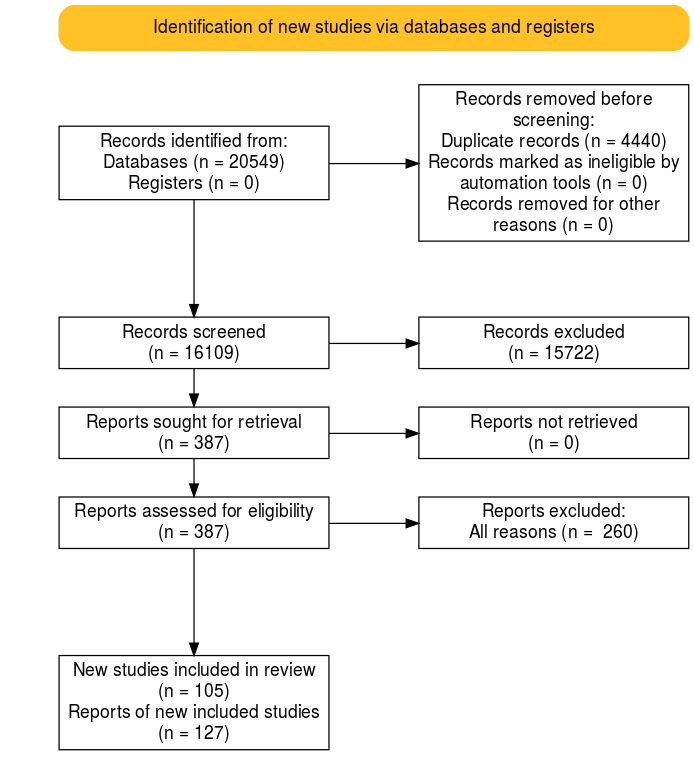 Identification of new studies via databases and registers
Records identified from:
Databases (n = 20549)
Registers (n = 0)
Records removed before
screening:
Duplicate records (n = 4440)
Records marked as ineligible by
automation tools (n = 0)
Records removed for other
reasons (n = 0)
Records screened
(n = 16109)
Records excluded
(n = 15722)
Reports sought for retrieval
(n = 387)
Reports not retrieved
(n = 0)
Reports assessed for eligibility
(n = 387)
Reports excluded:
All reasons (n =  260)
New studies included in review
(n = 105)
Reports of new included studies
(n = 127)